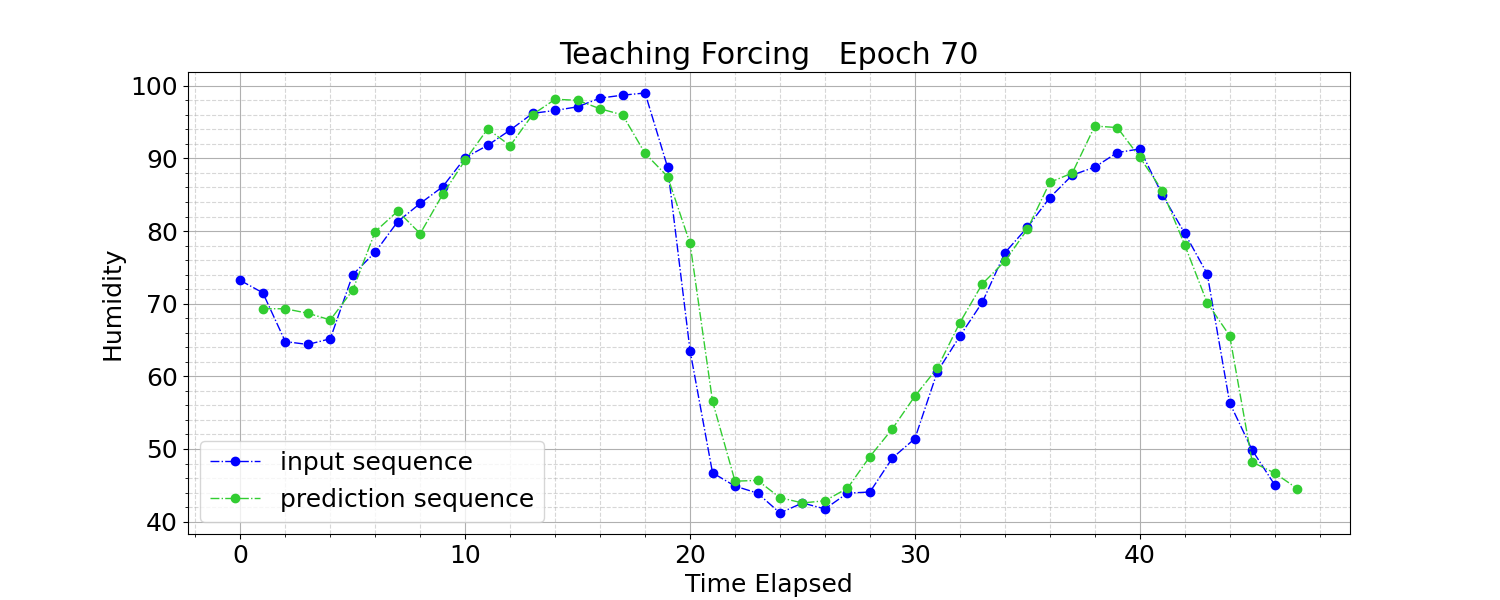 Teaching Forcing   Epoch 70
100
90
80
70
60
50
40
Humidity
input sequence
prediction sequence
0 10 20 30 40
Time Elapsed